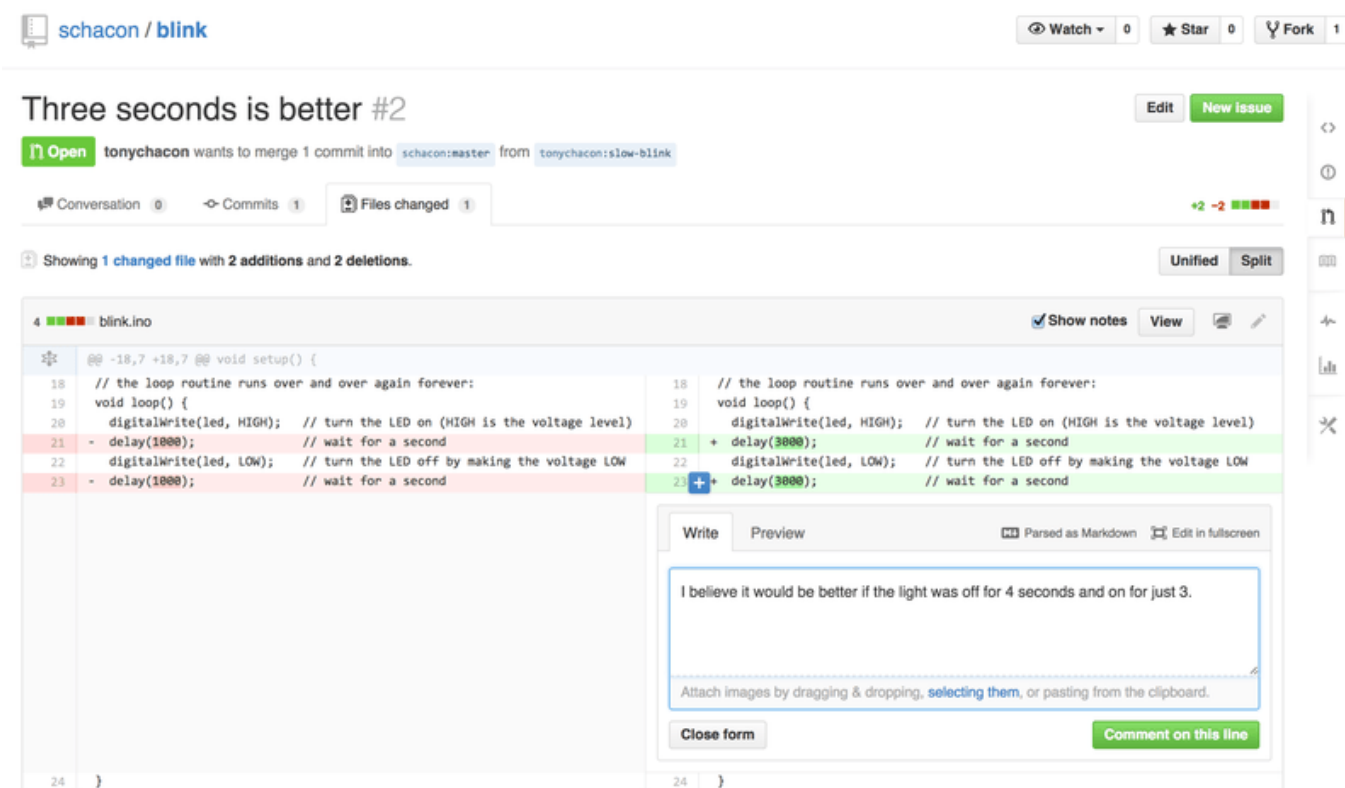 schacon / blink
Watch 0 Star 0 Fork 1
Three seconds is better #2
Edit New issue
Open tonychacon wants to merge 1 commit into schacon:master from tonychacon:slow-blink
Conversation 0 Commits 1 Files changed 1 +2 −2
Showing 1 changed file with 2 additions and 2 deletions.
Unified Split
4 blink.ino
Show notes View
@@ -18,7 +18,7 @@ void setup() {
18 // the loop routine runs over and over again forever:
19 void loop() {
20 digitalWrite(led, HIGH); // turn the LED on (HIGH is the voltage level)
21 - delay(1000); // wait for a second
22 digitalWrite(led, LOW); // turn the LED off by making the voltage LOW
23 - delay(1000); // wait for a second
18 // the loop routine runs over and over again forever:
19 void loop() {
20 digitalWrite(led, HIGH); // turn the LED on (HIGH is the voltage level)
21 + delay(3000); // wait for a second
22 digitalWrite(led, LOW); // turn the LED off by making the voltage LOW
23 + + delay(3000); // wait for a second
Write Preview Parsed as Markdown Edit in fullscreen
I believe it would be better if the light was off for 4 seconds and on for just 3.
Attach images by dragging & dropping, selecting them, or pasting from the clipboard.
Close form Comment on this line
24 }
24 }